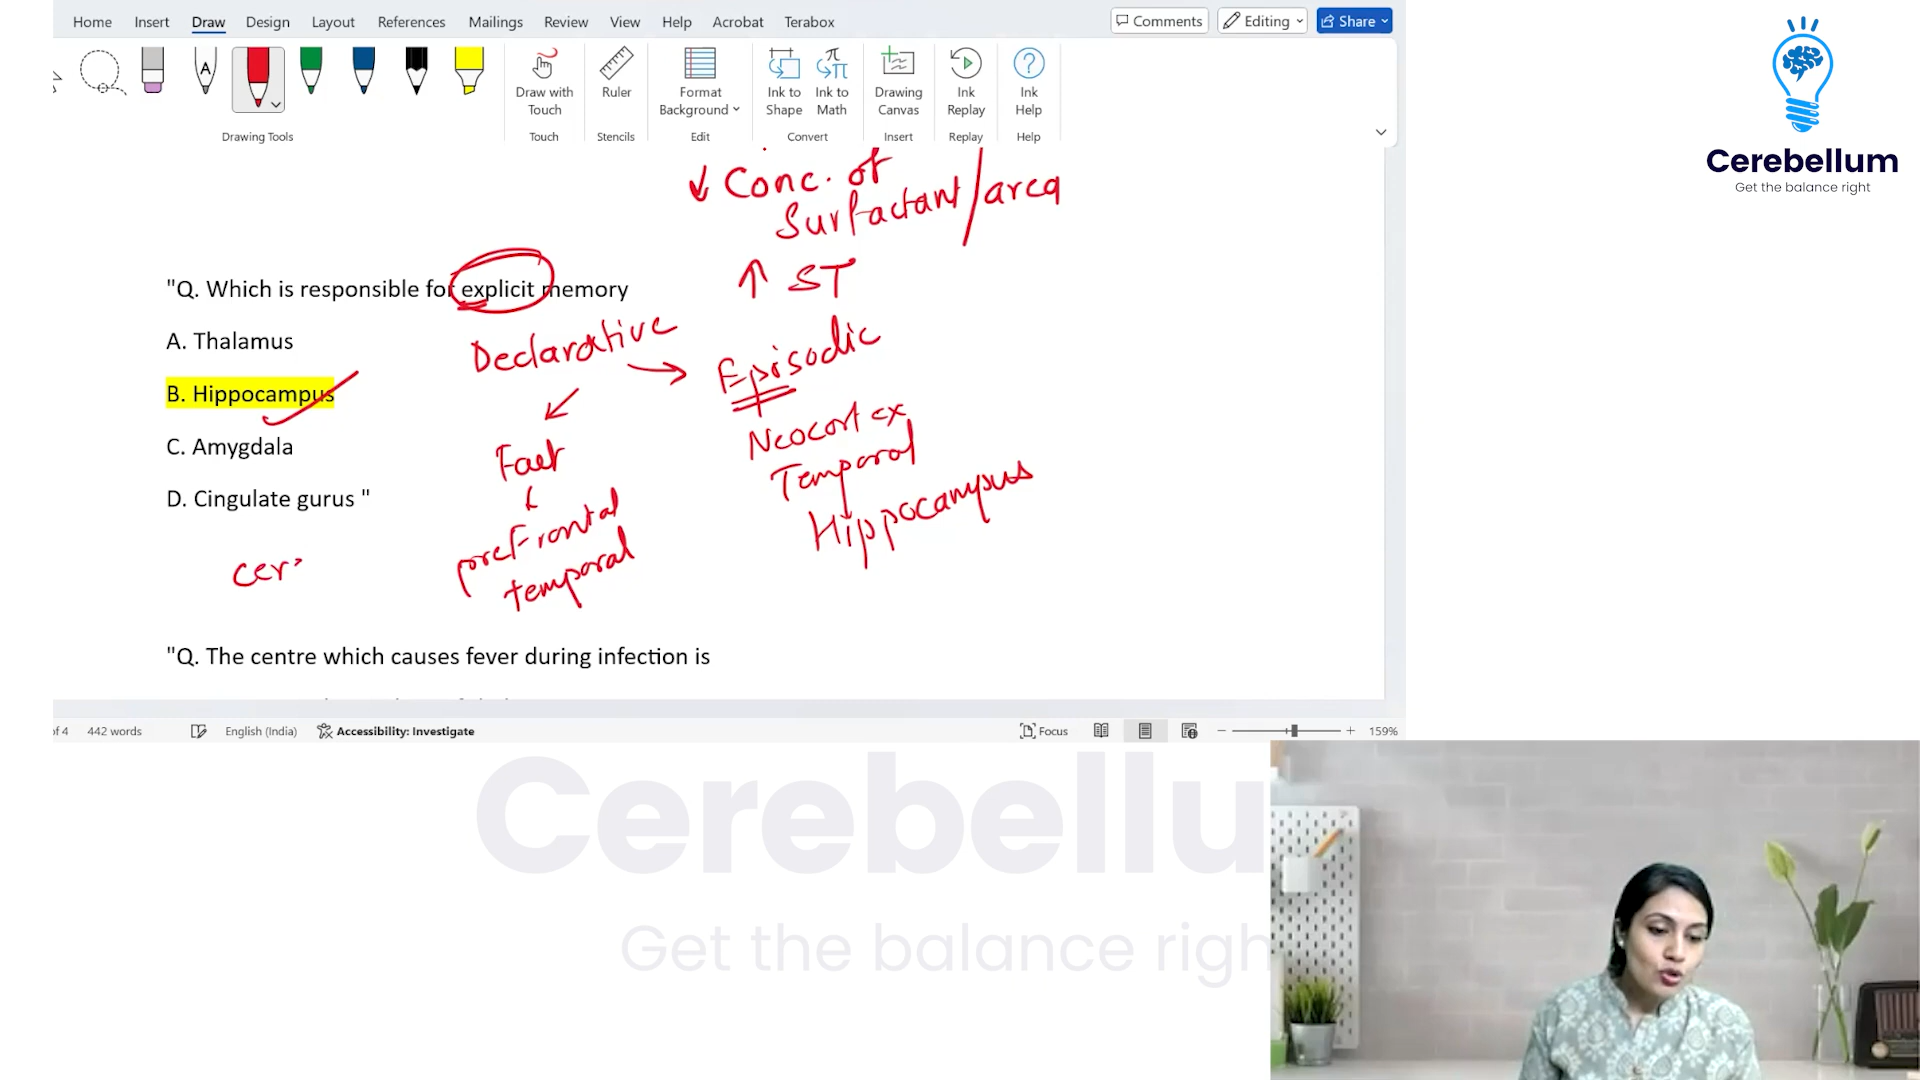 Home Insert Draw Design Layout References Mailings Review View Help Acrobat Terabox
Comments Editing Share
A
Draw with Touch
Ruler
Format Background
Ink to Shape
Ink to Math
Drawing Canvas
Ink Replay
Ink Help
Drawing Tools Touch Stencils Edit Convert Insert Replay Help
Cerebellum
Get the balance right
↓ Conc. of
Surfactant/area
↑ ST
"Q. Which is responsible for explicit memory
A. Thalamus
B. Hippocampus
C. Amygdala
D. Cingulate gurus "
Declarative
→ Episodic
Neocortex
Temporal
Hippocampus
Fact
preFrontal
temporal
cer
"Q. The centre which causes fever during infection is
of 4 442 words English (India) Accessibility: Investigate
Focus 159%
Cerebellu
Get the balance righ